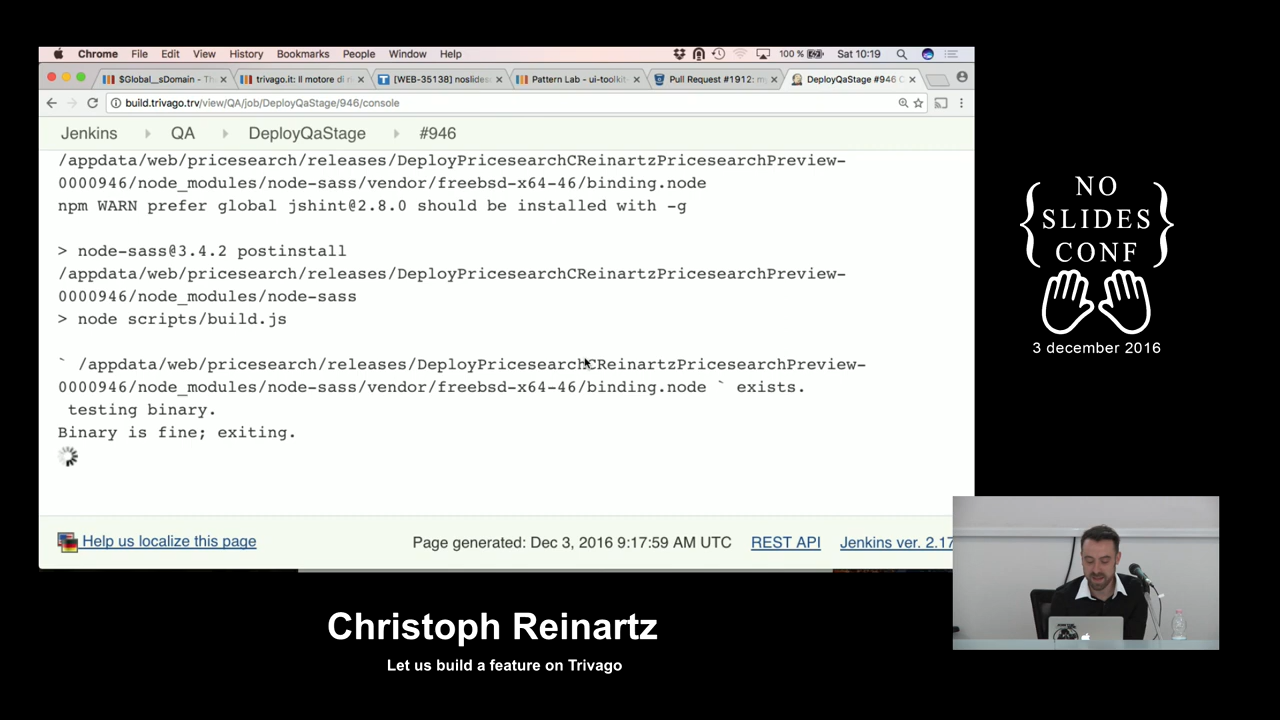 Chrome File Edit View History Bookmarks People Window Help 100 % Sat 10:19
$Global__sDomain - Th
trivago.it: Il motore di ri
[WEB-35138] noslides
Pattern Lab - ui-toolkit
Pull Request #1912: m
DeployQaStage #946 C
build.trivago.trv/view/QA/job/DeployQaStage/946/console
Jenkins QA DeployQaStage #946
/appdata/web/pricesearch/releases/DeployPricesearchCReinartzPricesearchPreview-
0000946/node_modules/node-sass/vendor/freebsd-x64-46/binding.node
npm WARN prefer global jshint@2.8.0 should be installed with -g
> node-sass@3.4.2 postinstall
/appdata/web/pricesearch/releases/DeployPricesearchCReinartzPricesearchPreview-
0000946/node_modules/node-sass
> node scripts/build.js
` /appdata/web/pricesearch/releases/DeployPricesearchCReinartzPricesearchPreview-
0000946/node_modules/node-sass/vendor/freebsd-x64-46/binding.node ` exists.
testing binary.
Binary is fine; exiting.
Help us localize this page
Page generated: Dec 3, 2016 9:17:59 AM UTC REST API Jenkins ver. 2.17
NO
SLIDES
CONF
3 december 2016
Christoph Reinartz
Let us build a feature on Trivago